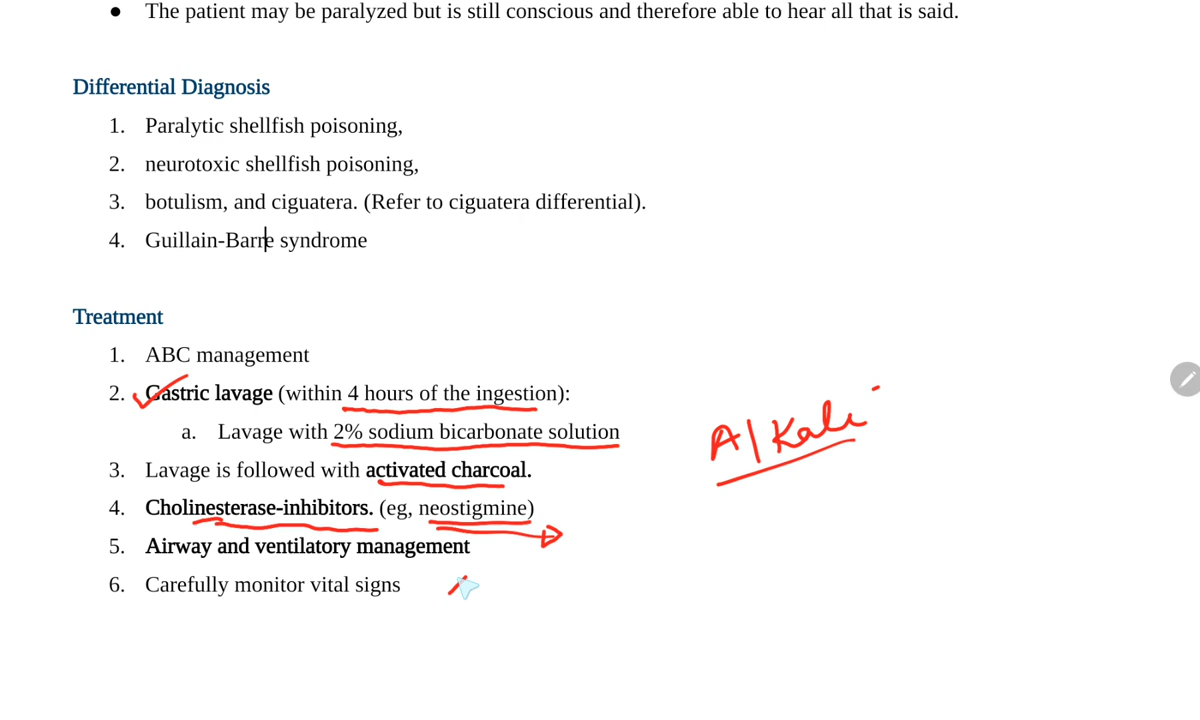 ● The patient may be paralyzed but is still conscious and therefore able to hear all that is said.
Differential Diagnosis
1. Paralytic shellfish poisoning,
2. neurotoxic shellfish poisoning,
3. botulism, and ciguatera. (Refer to ciguatera differential).
4. Guillain-Barre syndrome
Treatment
1. ABC management
2. Gastric lavage (within 4 hours of the ingestion):
a. Lavage with 2% sodium bicarbonate solution
Alkali
3. Lavage is followed with activated charcoal.
4. Cholinesterase-inhibitors. (eg, neostigmine)
5. Airway and ventilatory management
6. Carefully monitor vital signs